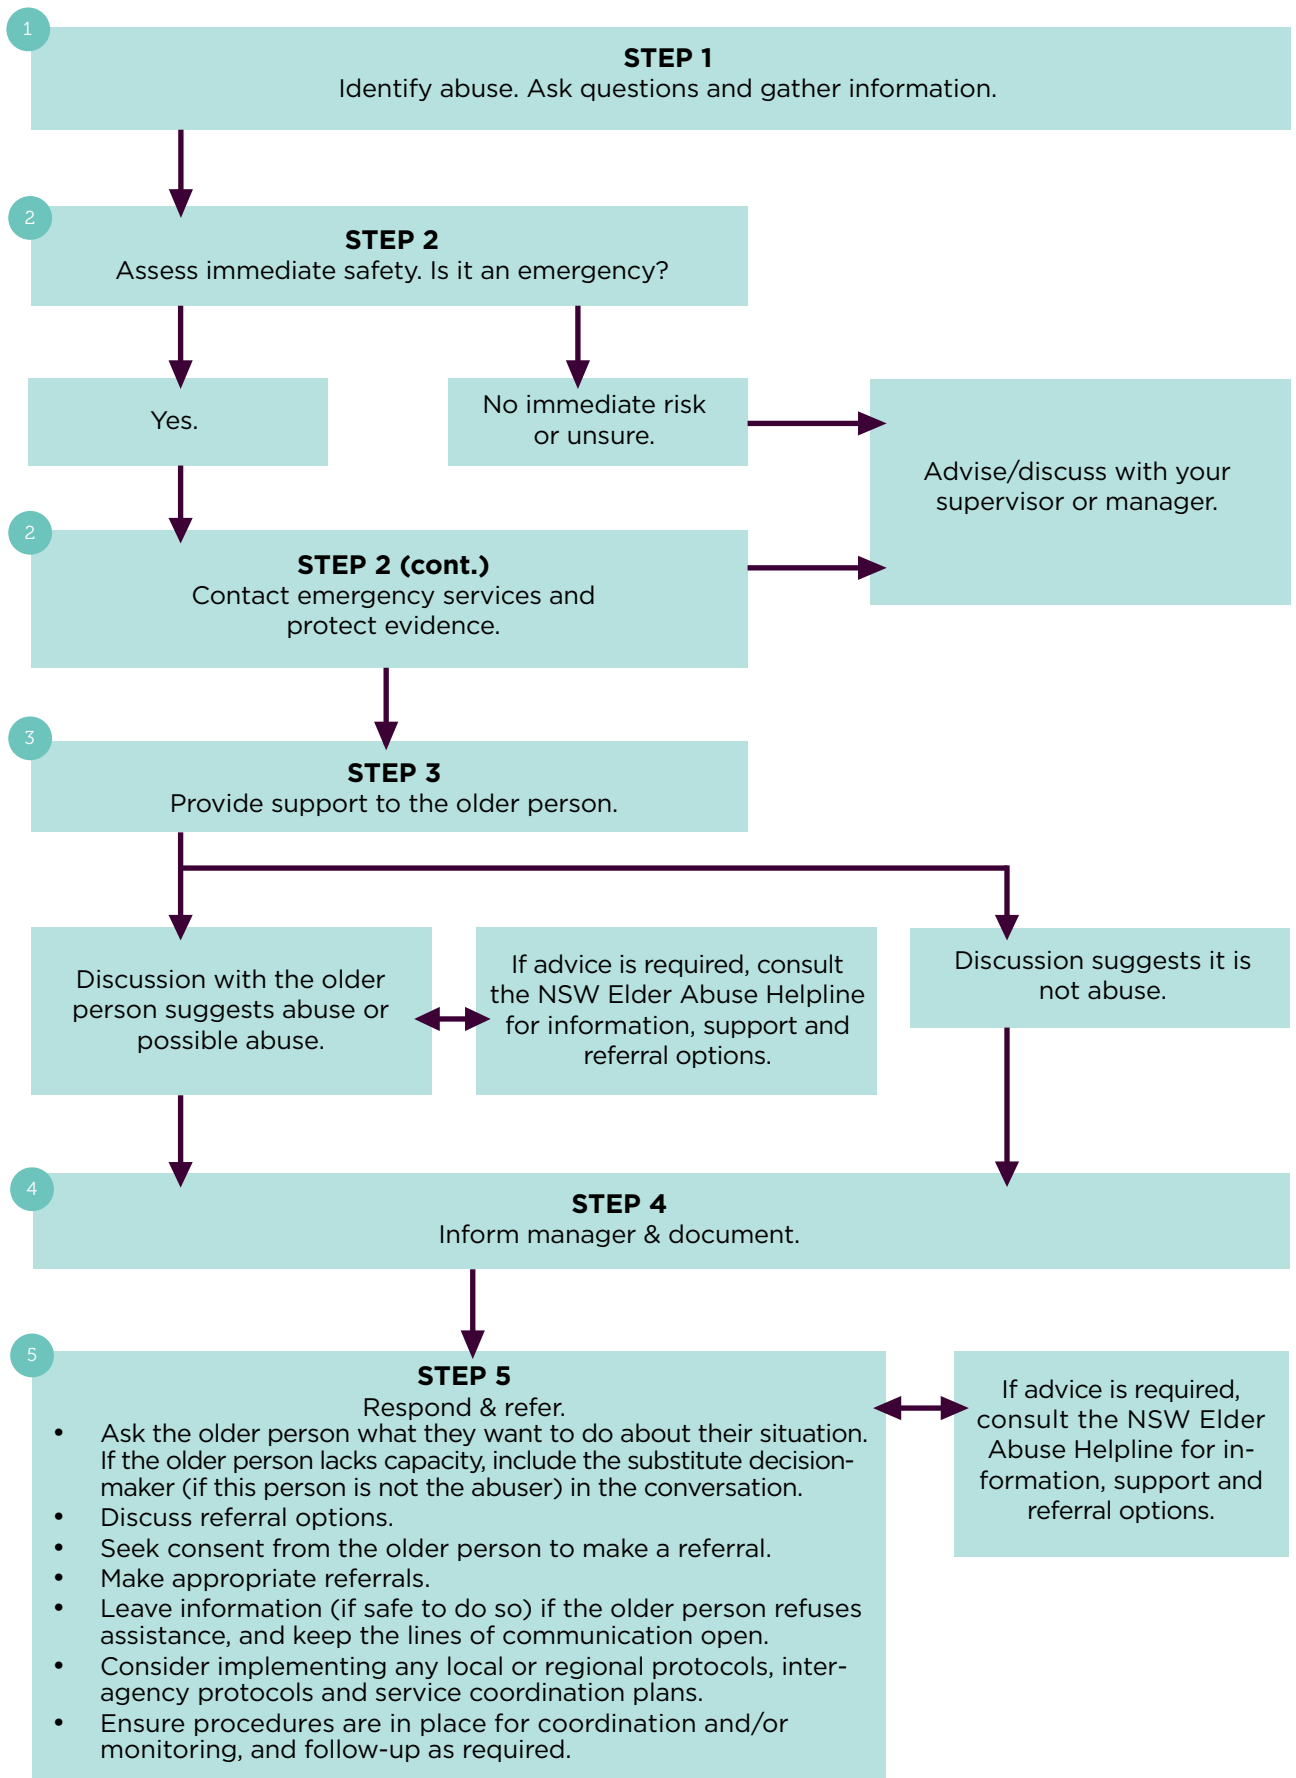 1
STEP 1
Identify abuse. Ask questions and gather information.
2
STEP 2
Assess immediate safety. Is it an emergency?
Yes.
No immediate risk
or unsure.
Advise/discuss with your
supervisor or manager.
2
STEP 2 (cont.)
Contact emergency services and
protect evidence.
3
STEP 3
Provide support to the older person.
Discussion with the older
person suggests abuse or
possible abuse.
If advice is required, consult
the NSW Elder Abuse Helpline
for information, support and
referral options.
Discussion suggests it is
not abuse.
4
STEP 4
Inform manager & document.
5
STEP 5
Respond & refer.
• Ask the older person what they want to do about their situation.
If the older person lacks capacity, include the substitute decision-
maker (if this person is not the abuser) in the conversation.
• Discuss referral options.
• Seek consent from the older person to make a referral.
• Make appropriate referrals.
• Leave information (if safe to do so) if the older person refuses
assistance, and keep the lines of communication open.
• Consider implementing any local or regional protocols, inter-
agency protocols and service coordination plans.
• Ensure procedures are in place for coordination and/or
monitoring, and follow-up as required.
If advice is required,
consult the NSW Elder
Abuse Helpline for in-
formation, support and
referral options.